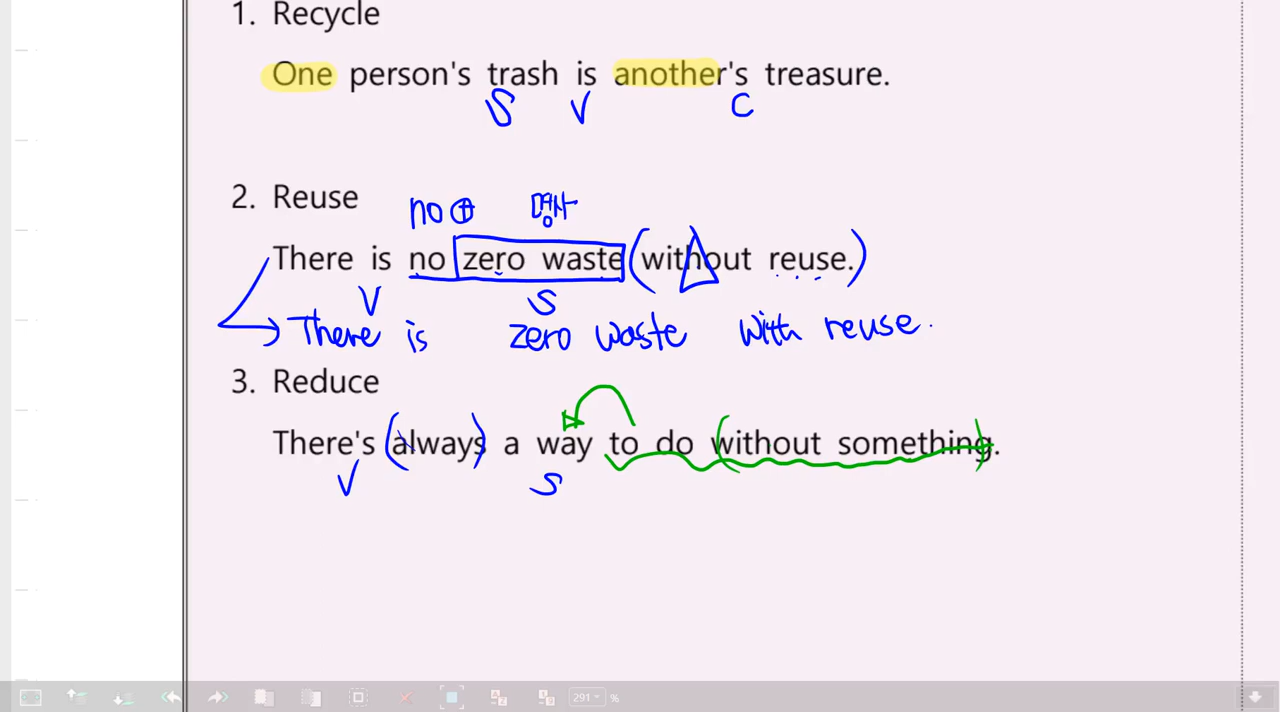 1. Recycle
One person's trash is another's treasure.
S V C
2. Reuse
no
There is no zero waste (without reuse.)
V S
There is zero waste with reuse.
3. Reduce
There's (always) a way to do (without something).
V S
291 %